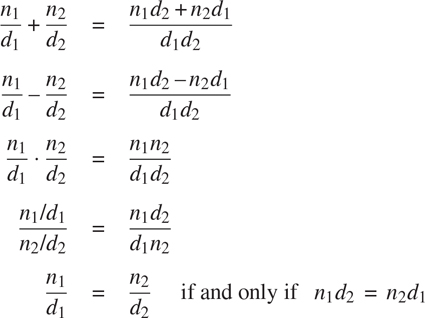 n₁/d₁ + n₂/d₂ = (n₁d₂ + n₂d₁)/(d₁d₂)
n₁/d₁ − n₂/d₂ = (n₁d₂ − n₂d₁)/(d₁d₂)
n₁/d₁ · n₂/d₂ = (n₁n₂)/(d₁d₂)
(n₁/d₁)/(n₂/d₂) = (n₁d₂)/(d₁n₂)
n₁/d₁ = n₂/d₂ if and only if n₁d₂ = n₂d₁